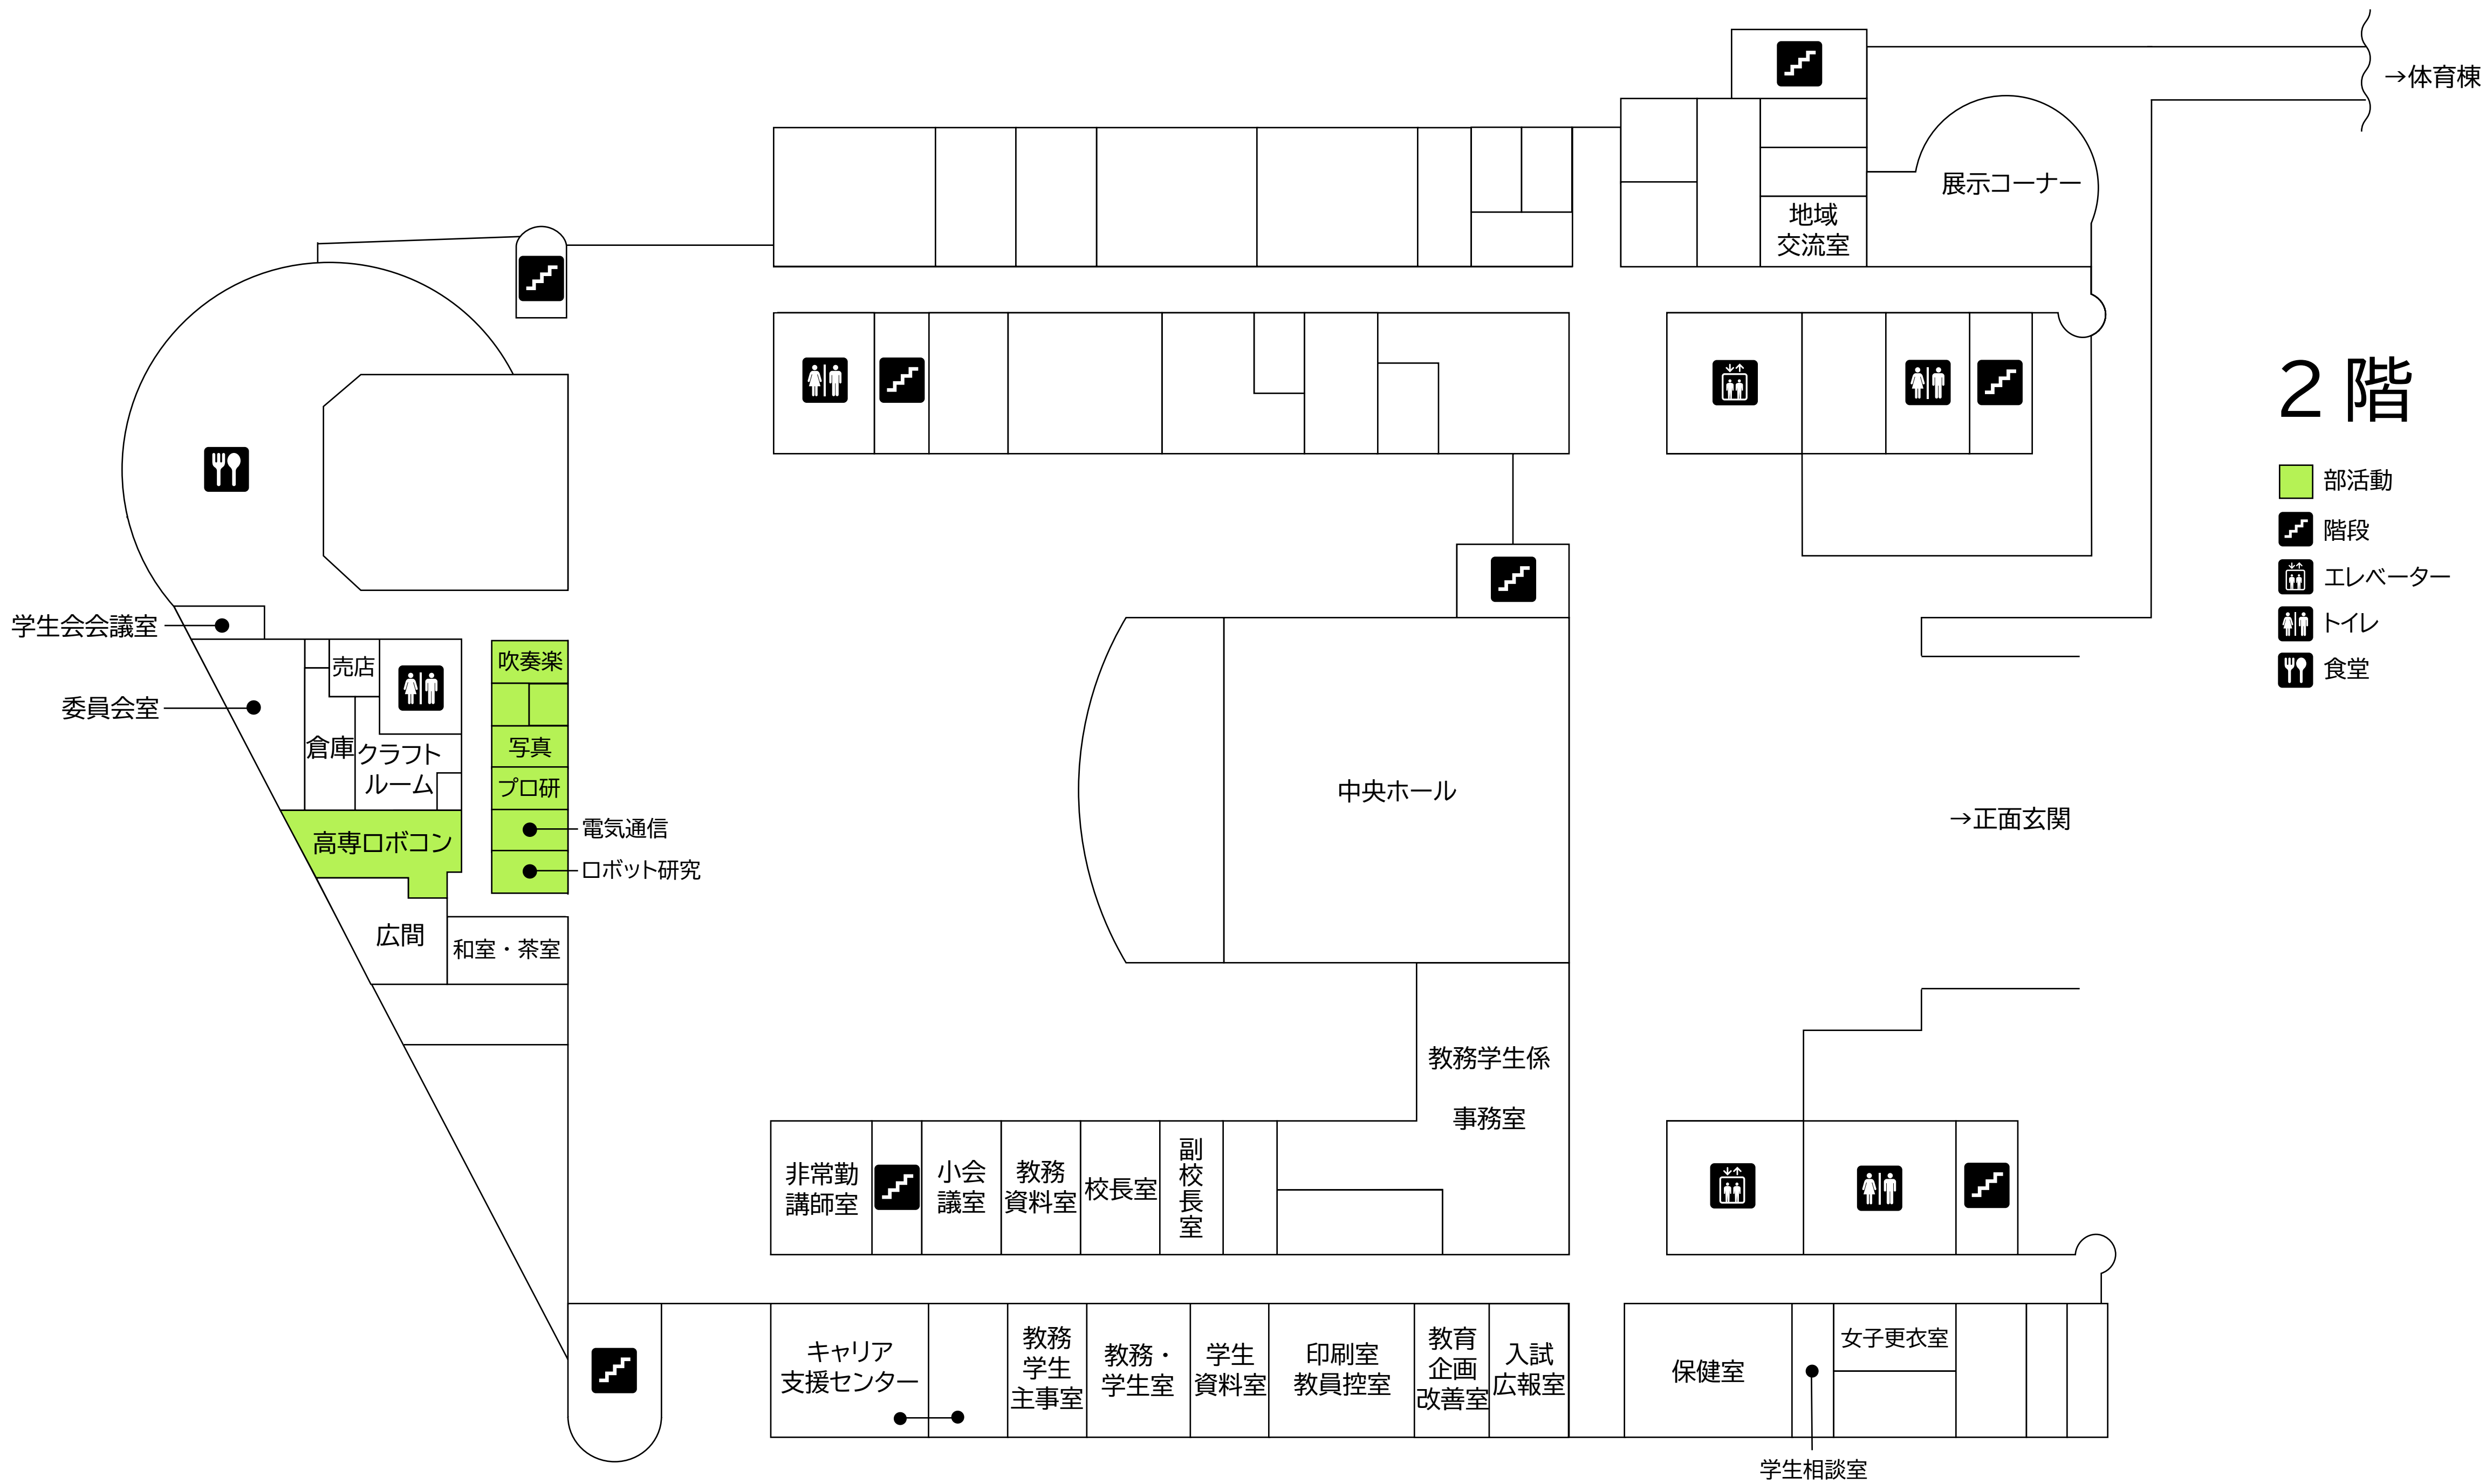 →体育棟
展示コーナー
地域
交流室
2階
部活動
階段
エレベーター
トイレ
食堂
学生会会議室
委員会室
売店
倉庫
クラフト
ルーム
高専ロボコン
広間
和室・茶室
吹奏楽
写真
プロ研
電気通信
ロボット研究
中央ホール
→正面玄関
教務学生係
事務室
非常勤
講師室
小会
議室
教務
資料室
校長室
副
校
長
室
キャリア
支援センター
教務
学生
主事室
教務・
学生室
学生
資料室
印刷室
教員控室
教育
企画
改善室
入試
広報室
保健室
女子更衣室
学生相談室